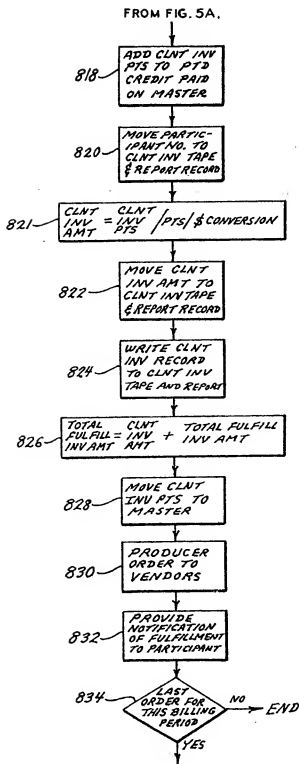 FROM FIG. 5A.
818
ADD CLNT INV
PTS TO PTD
CREDIT PAID
ON MASTER
820
MOVE PARTIC-
IPANT NO. TO
CLNT INV TAPE
& REPORT RECORD
821
CLNT INV AMT = CLNT INV PTS / PTS/$ CONVERSION
822
MOVE CLNT
INV AMT TO
CLNT INV TAPE
& REPORT RECORD
824
WRITE CLNT
INV RECORD
TO CLNT INV
TAPE AND REPORT
826
TOTAL FULFILL INV AMT = CLNT INV AMT + TOTAL FULFILL INV AMT
828
MOVE CLNT
INV PTS TO
MASTER
830
PRODUCER
ORDER TO
VENDORS
832
PROVIDE
NOTIFICATION
OF FULFILLMENT
TO PARTICIPANT
834
LAST
ORDER FOR
THIS BILLING
PERIOD
NO
END
YES